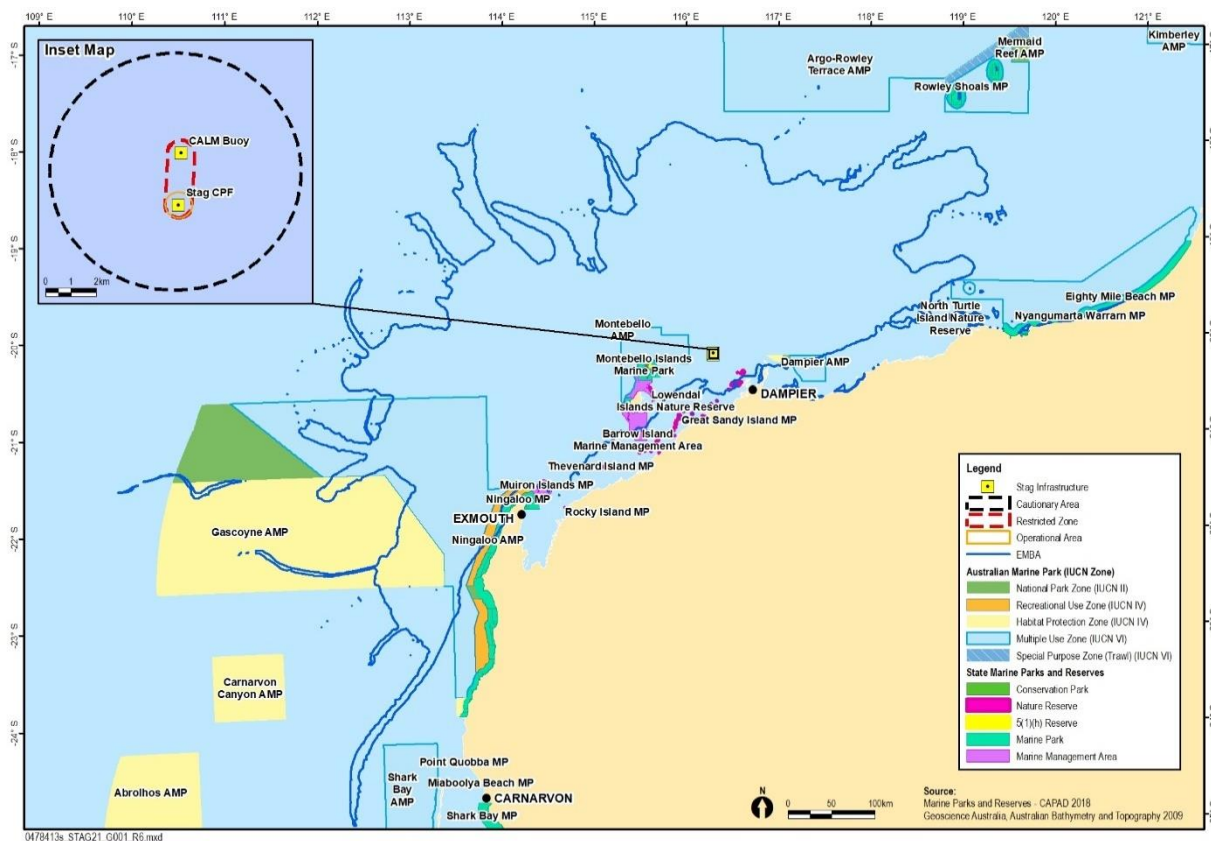 109° E
110° E
111° E
112° E
113° E
114° E
115° E
116° E
117° E
118° E
119° E
120° E
121° E
-17° S
-18° S
-19° S
-20° S
-21° S
-22° S
-23° S
-24° S
Inset Map
CALM Buoy
Stag CPF
0 1 2km
Argo-Rowley
Terrace AMP
Mermaid
Reef AMP
Kimberley
AMP
Rowley Shoals MP
Eighty Mile Beach MP
Nyangumarta Warrarn MP
North Turtle
Island Nature
Reserve
Montebello
AMP
Montebello Islands
Marine Park
Dampier AMP
DAMPIER
Lowendal
Islands Nature Reserve
Great Sandy Island MP
Barrow Island
Marine Management Area
Thevenard Island MP
Muiron Islands MP
Ningaloo MP
Rocky Island MP
EXMOUTH
Ningaloo AMP
Gascoyne AMP
Carnarvon
Canyon AMP
Abrolhos AMP
Shark
Bay
AMP
Point Quobba MP
Miaboolya Beach MP
CARNARVON
Shark Bay MP
Legend
Stag Infrastructure
Cautionary Area
Restricted Zone
Operational Area
EMBA
Australian Marine Park (IUCN Zone)
National Park Zone (IUCN II)
Recreational Use Zone (IUCN IV)
Habitat Protection Zone (IUCN IV)
Multiple Use Zone (IUCN VI)
Special Purpose Zone (Trawl) (IUCN VI)
State Marine Parks and Reserves
Conservation Park
Nature Reserve
5(1)(h) Reserve
Marine Park
Marine Management Area
N
0 50 100km
Source:
Marine Parks and Reserves - CAPAD 2018
Geoscience Australia, Australian Bathymetry and Topography 2009
0478413s_STAG21_G001_R6.mxd